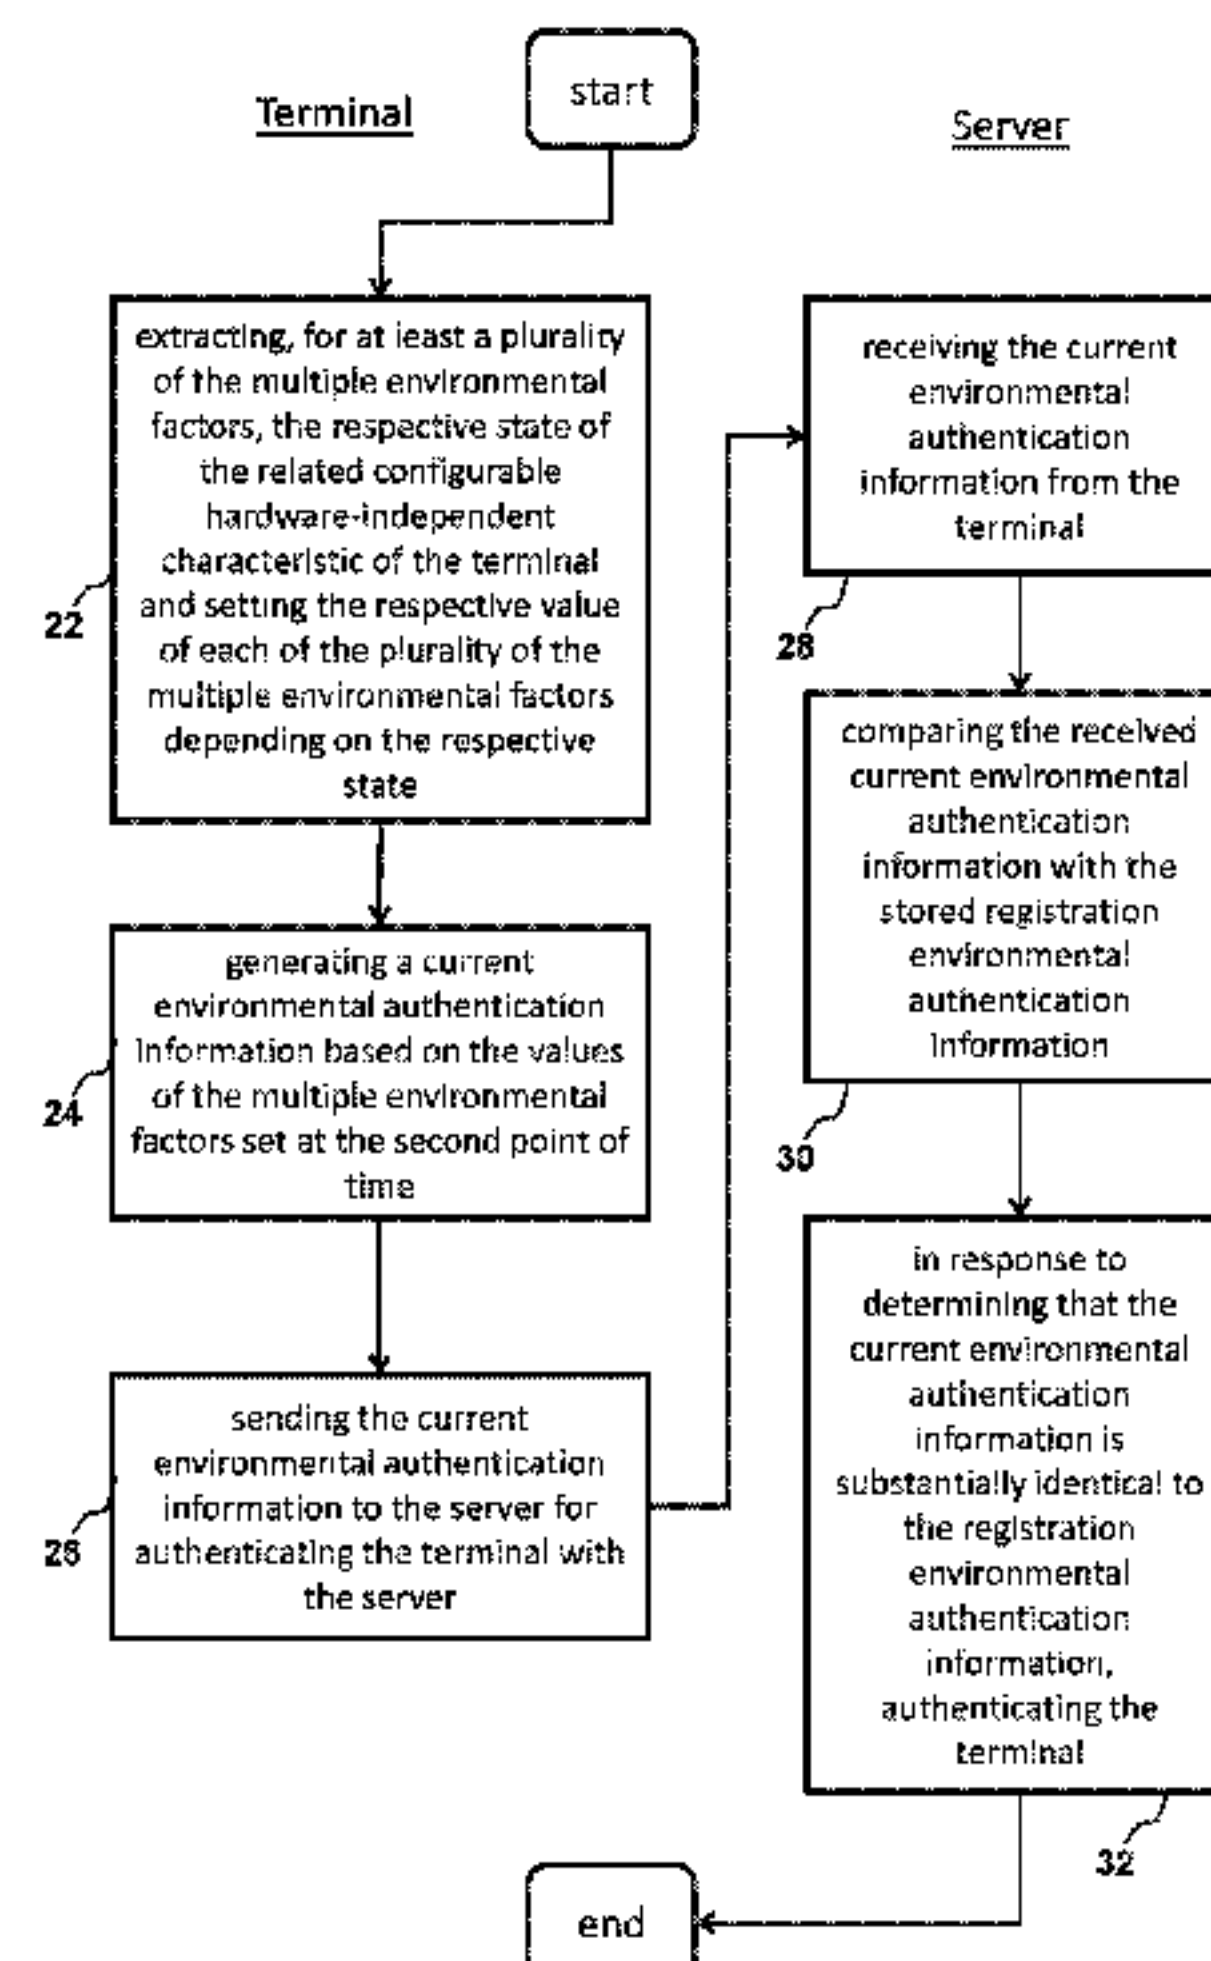 start
Terminal
Server
extracting, for at least a plurality
of the multiple environmental
factors, the respective state of
the related configurable
hardware-independent
characteristic of the terminal
and setting the respective value
of each of the plurality of the
multiple environmental factors
depending on the respective
state
22
generating a current
environmental authentication
information based on the values
of the multiple environmental
factors set at the second point of
time
24
sending the current
environmental authentication
information to the server for
authenticating the terminal with
the server
26
receiving the current
environmental
authentication
information from the
terminal
28
comparing the received
current environmental
authentication
information with the
stored registration
environmental
authentication
information
30
in response to
determining that the
current environmental
authentication
information is
substantially identical to
the registration
environmental
authentication
information,
authenticating the
terminal
32
end